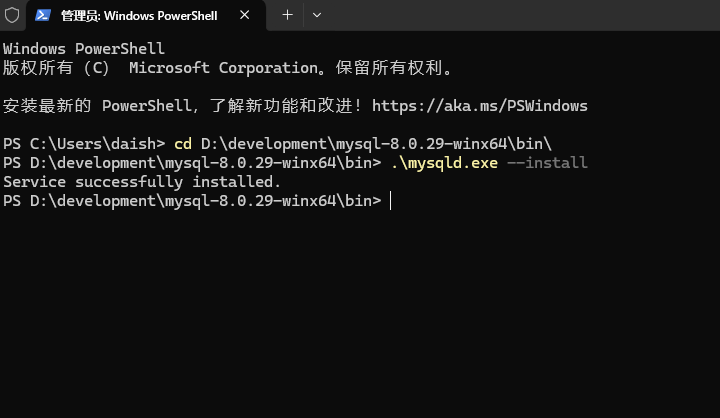 管理员: Windows PowerShell
Windows PowerShell
版权所有（C） Microsoft Corporation。保留所有权利。
安装最新的 PowerShell，了解新功能和改进！https://aka.ms/PSWindows
PS C:\Users\daish> cd D:\development\mysql-8.0.29-winx64\bin\
PS D:\development\mysql-8.0.29-winx64\bin> .\mysqld.exe --install
Service successfully installed.
PS D:\development\mysql-8.0.29-winx64\bin>